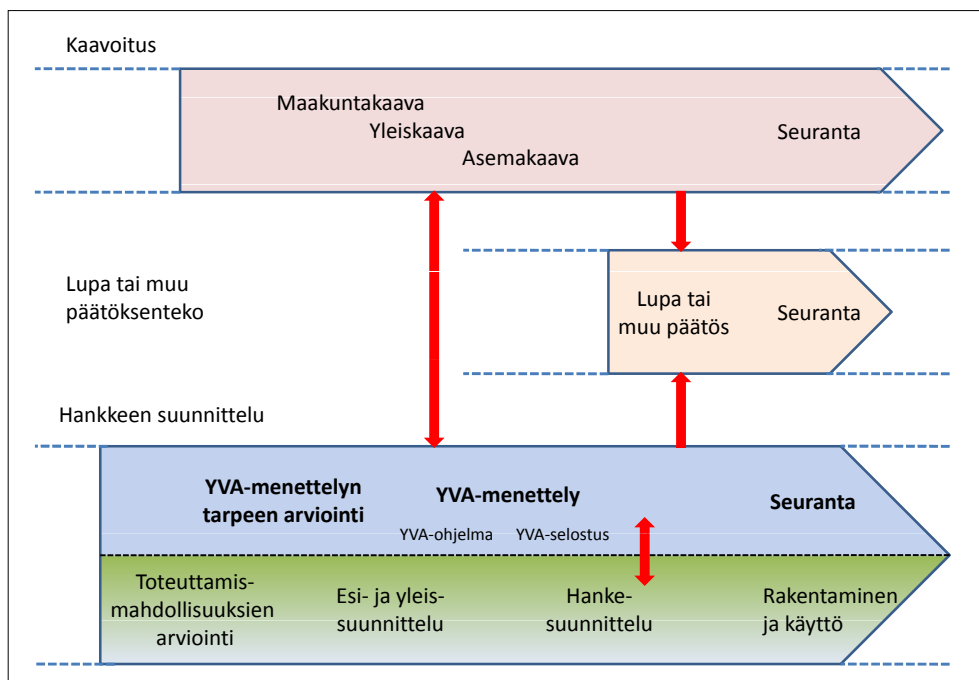 Kaavoitus
Maakuntakaava
Yleiskaava
Asemakaava
Seuranta
Lupa tai muu
päätöksenteko
Lupa tai
muu päätös
Seuranta
Hankkeen suunnittelu
YVA-menettelyn
tarpeen arviointi
YVA-menettely
YVA-ohjelma YVA-selostus
Seuranta
Toteuttamis-
mahdollisuuksien
arviointi
Esi- ja yleis-
suunnittelu
Hanke-
suunnittelu
Rakentaminen
ja käyttö